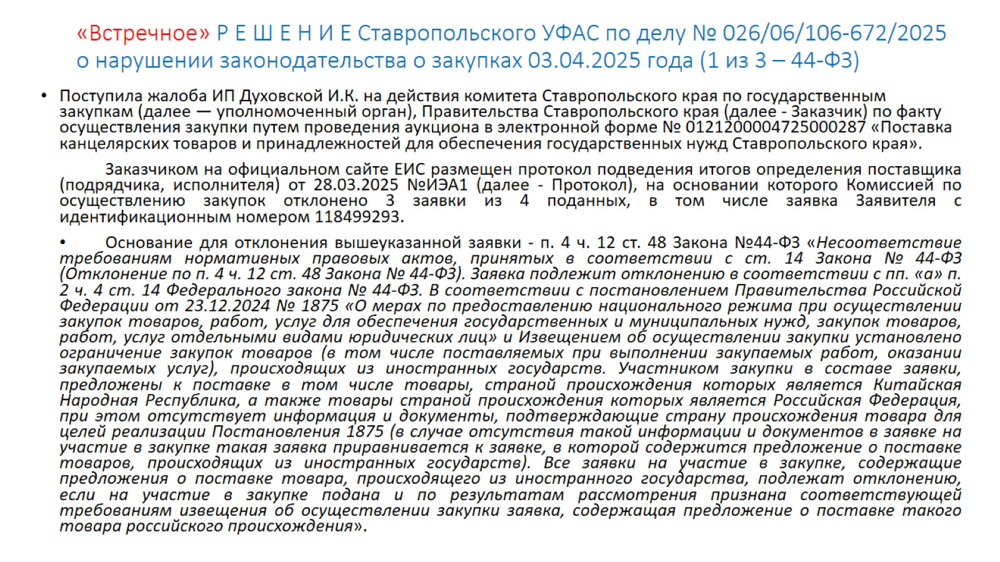 «Встречное» Р Е Ш Е Н И Е Ставропольского УФАС по делу № 026/06/106-672/2025
о нарушении законодательства о закупках 03.04.2025 года (1 из 3 – 44-ФЗ)
• Поступила жалоба ИП Духовской И.К. на действия комитета Ставропольского края по государственным
закупкам (далее — уполномоченный орган), Правительства Ставропольского края (далее - Заказчик) по факту
осуществления закупки путем проведения аукциона в электронной форме № 0121200004725000287 «Поставка
канцелярских товаров и принадлежностей для обеспечения государственных нужд Ставропольского края».
Заказчиком на официальном сайте ЕИС размещен протокол подведения итогов определения поставщика
(подрядчика, исполнителя) от 28.03.2025 №ИЭА1 (далее - Протокол), на основании которого Комиссией по
осуществлению закупок отклонено 3 заявки из 4 поданных, в том числе заявка Заявителя с
идентификационным номером 118499293.
• Основание для отклонения вышеуказанной заявки - п. 4 ч. 12 ст. 48 Закона №44-ФЗ «Несоответствие
требованиям нормативных правовых актов, принятых в соответствии с ст. 14 Закона № 44-ФЗ
(Отклонение по п. 4 ч. 12 ст. 48 Закона № 44-ФЗ). Заявка подлежит отклонению в соответствии с пп. «а» п.
2 ч. 4 ст. 14 Федерального закона № 44-ФЗ. В соответствии с постановлением Правительства Российской
Федерации от 23.12.2024 № 1875 «О мерах по предоставлению национального режима при осуществлении
закупок товаров, работ, услуг для обеспечения государственных и муниципальных нужд, закупок товаров,
работ, услуг отдельными видами юридических лиц» и Извещением об осуществлении закупки установлено
ограничение закупок товаров (в том числе поставляемых при выполнении закупаемых работ, оказании
закупаемых услуг), происходящих из иностранных государств. Участником закупки в составе заявки,
предложены к поставке в том числе товары, страной происхождения которых является Китайская
Народная Республика, а также товары страной происхождения которых является Российская Федерация,
при этом отсутствует информация и документы, подтверждающие страну происхождения товара для
целей реализации Постановления 1875 (в случае отсутствия такой информации и документов в заявке на
участие в закупке такая заявка приравнивается к заявке, в которой содержится предложение о поставке
товаров, происходящих из иностранных государств). Все заявки на участие в закупке, содержащие
предложения о поставке товара, происходящего из иностранного государства, подлежат отклонению,
если на участие в закупке подана и по результатам рассмотрения признана соответствующей
требованиям извещения об осуществлении закупки заявка, содержащая предложение о поставке такого
товара российского происхождения».